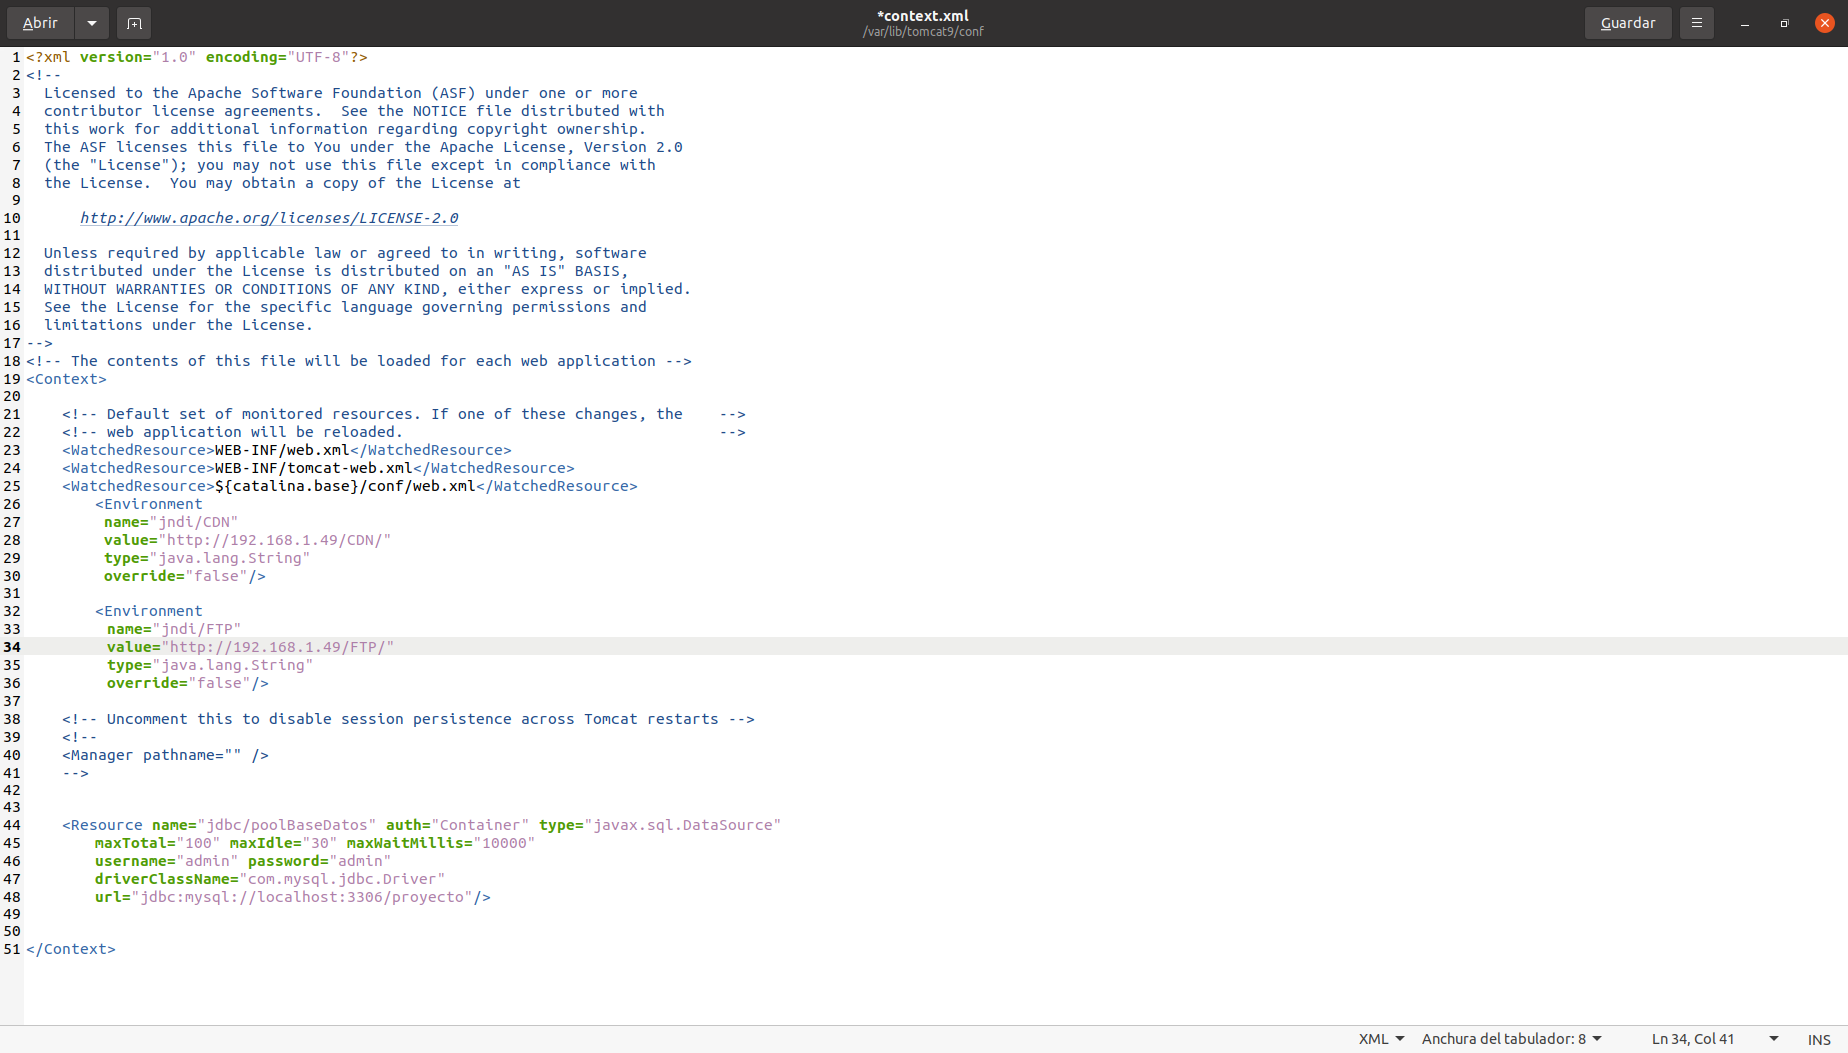 Abrir
*context.xml
/var/lib/tomcat9/conf
Guardar
1 <?xml version="1.0" encoding="UTF-8"?>
2 <!--
3   Licensed to the Apache Software Foundation (ASF) under one or more
4   contributor license agreements.  See the NOTICE file distributed with
5   this work for additional information regarding copyright ownership.
6   The ASF licenses this file to You under the Apache License, Version 2.0
7   (the "License"); you may not use this file except in compliance with
8   the License.  You may obtain a copy of the License at
9
10       http://www.apache.org/licenses/LICENSE-2.0
11
12   Unless required by applicable law or agreed to in writing, software
13   distributed under the License is distributed on an "AS IS" BASIS,
14   WITHOUT WARRANTIES OR CONDITIONS OF ANY KIND, either express or implied.
15   See the License for the specific language governing permissions and
16   limitations under the License.
17 -->
18 <!-- The contents of this file will be loaded for each web application -->
19 <Context>
20
21     <!-- Default set of monitored resources. If one of these changes, the    -->
22     <!-- web application will be reloaded.                                   -->
23     <WatchedResource>WEB-INF/web.xml</WatchedResource>
24     <WatchedResource>WEB-INF/tomcat-web.xml</WatchedResource>
25     <WatchedResource>${catalina.base}/conf/web.xml</WatchedResource>
26         <Environment
27          name="jndi/CDN"
28          value="http://192.168.1.49/CDN/"
29          type="java.lang.String"
30          override="false"/>
31
32         <Environment
33          name="jndi/FTP"
34          value="http://192.168.1.49/FTP/"
35          type="java.lang.String"
36          override="false"/>
37
38     <!-- Uncomment this to disable session persistence across Tomcat restarts -->
39     <!--
40     <Manager pathname="" />
41     -->
42
43
44     <Resource name="jdbc/poolBaseDatos" auth="Container" type="javax.sql.DataSource"
45         maxTotal="100" maxIdle="30" maxWaitMillis="10000"
46         username="admin" password="admin"
47         driverClassName="com.mysql.jdbc.Driver"
48         url="jdbc:mysql://localhost:3306/proyecto"/>
49
50
51 </Context>
XML Anchura del tabulador: 8 Ln 34, Col 41 INS